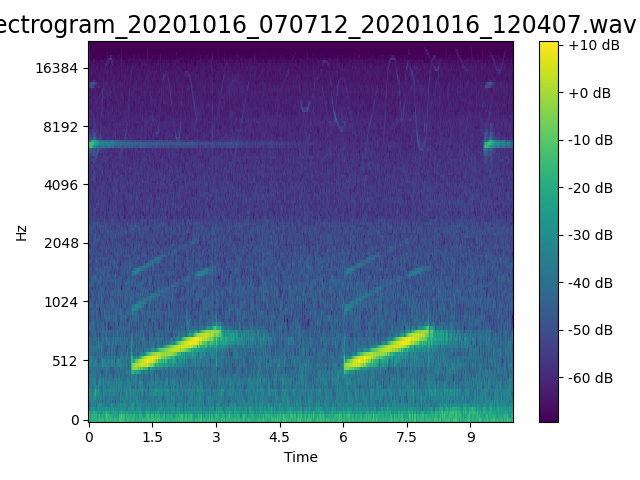 ectrogram_20201016_070712_20201016_120407.wav
+10 dB
16384
+0 dB
8192
-10 dB
4096
-20 dB
Hz
2048
-30 dB
1024
-40 dB
512
-50 dB
0
-60 dB
0 1.5 3 4.5 6 7.5 9
Time